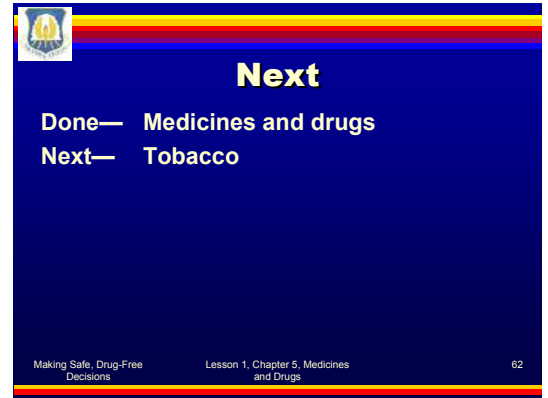 Next
Done— Medicines and drugs
Next— Tobacco
Making Safe, Drug-Free
Decisions
Lesson 1, Chapter 5, Medicines
and Drugs
62